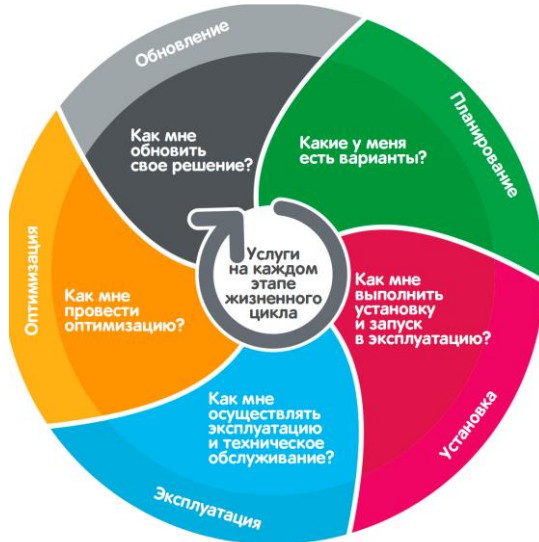 Обновление
Как мне
обновить
свое решение?
Планирование
Какие у меня
есть варианты?
Услуги
на каждом
этапе
жизненного
цикла
Оптимизация
Как мне
провести
оптимизацию?
Как мне
выполнить
установку
и запуск
в эксплуатацию?
Установка
Как мне
осуществлять
эксплуатацию
и техническое
обслуживание?
Эксплуатация